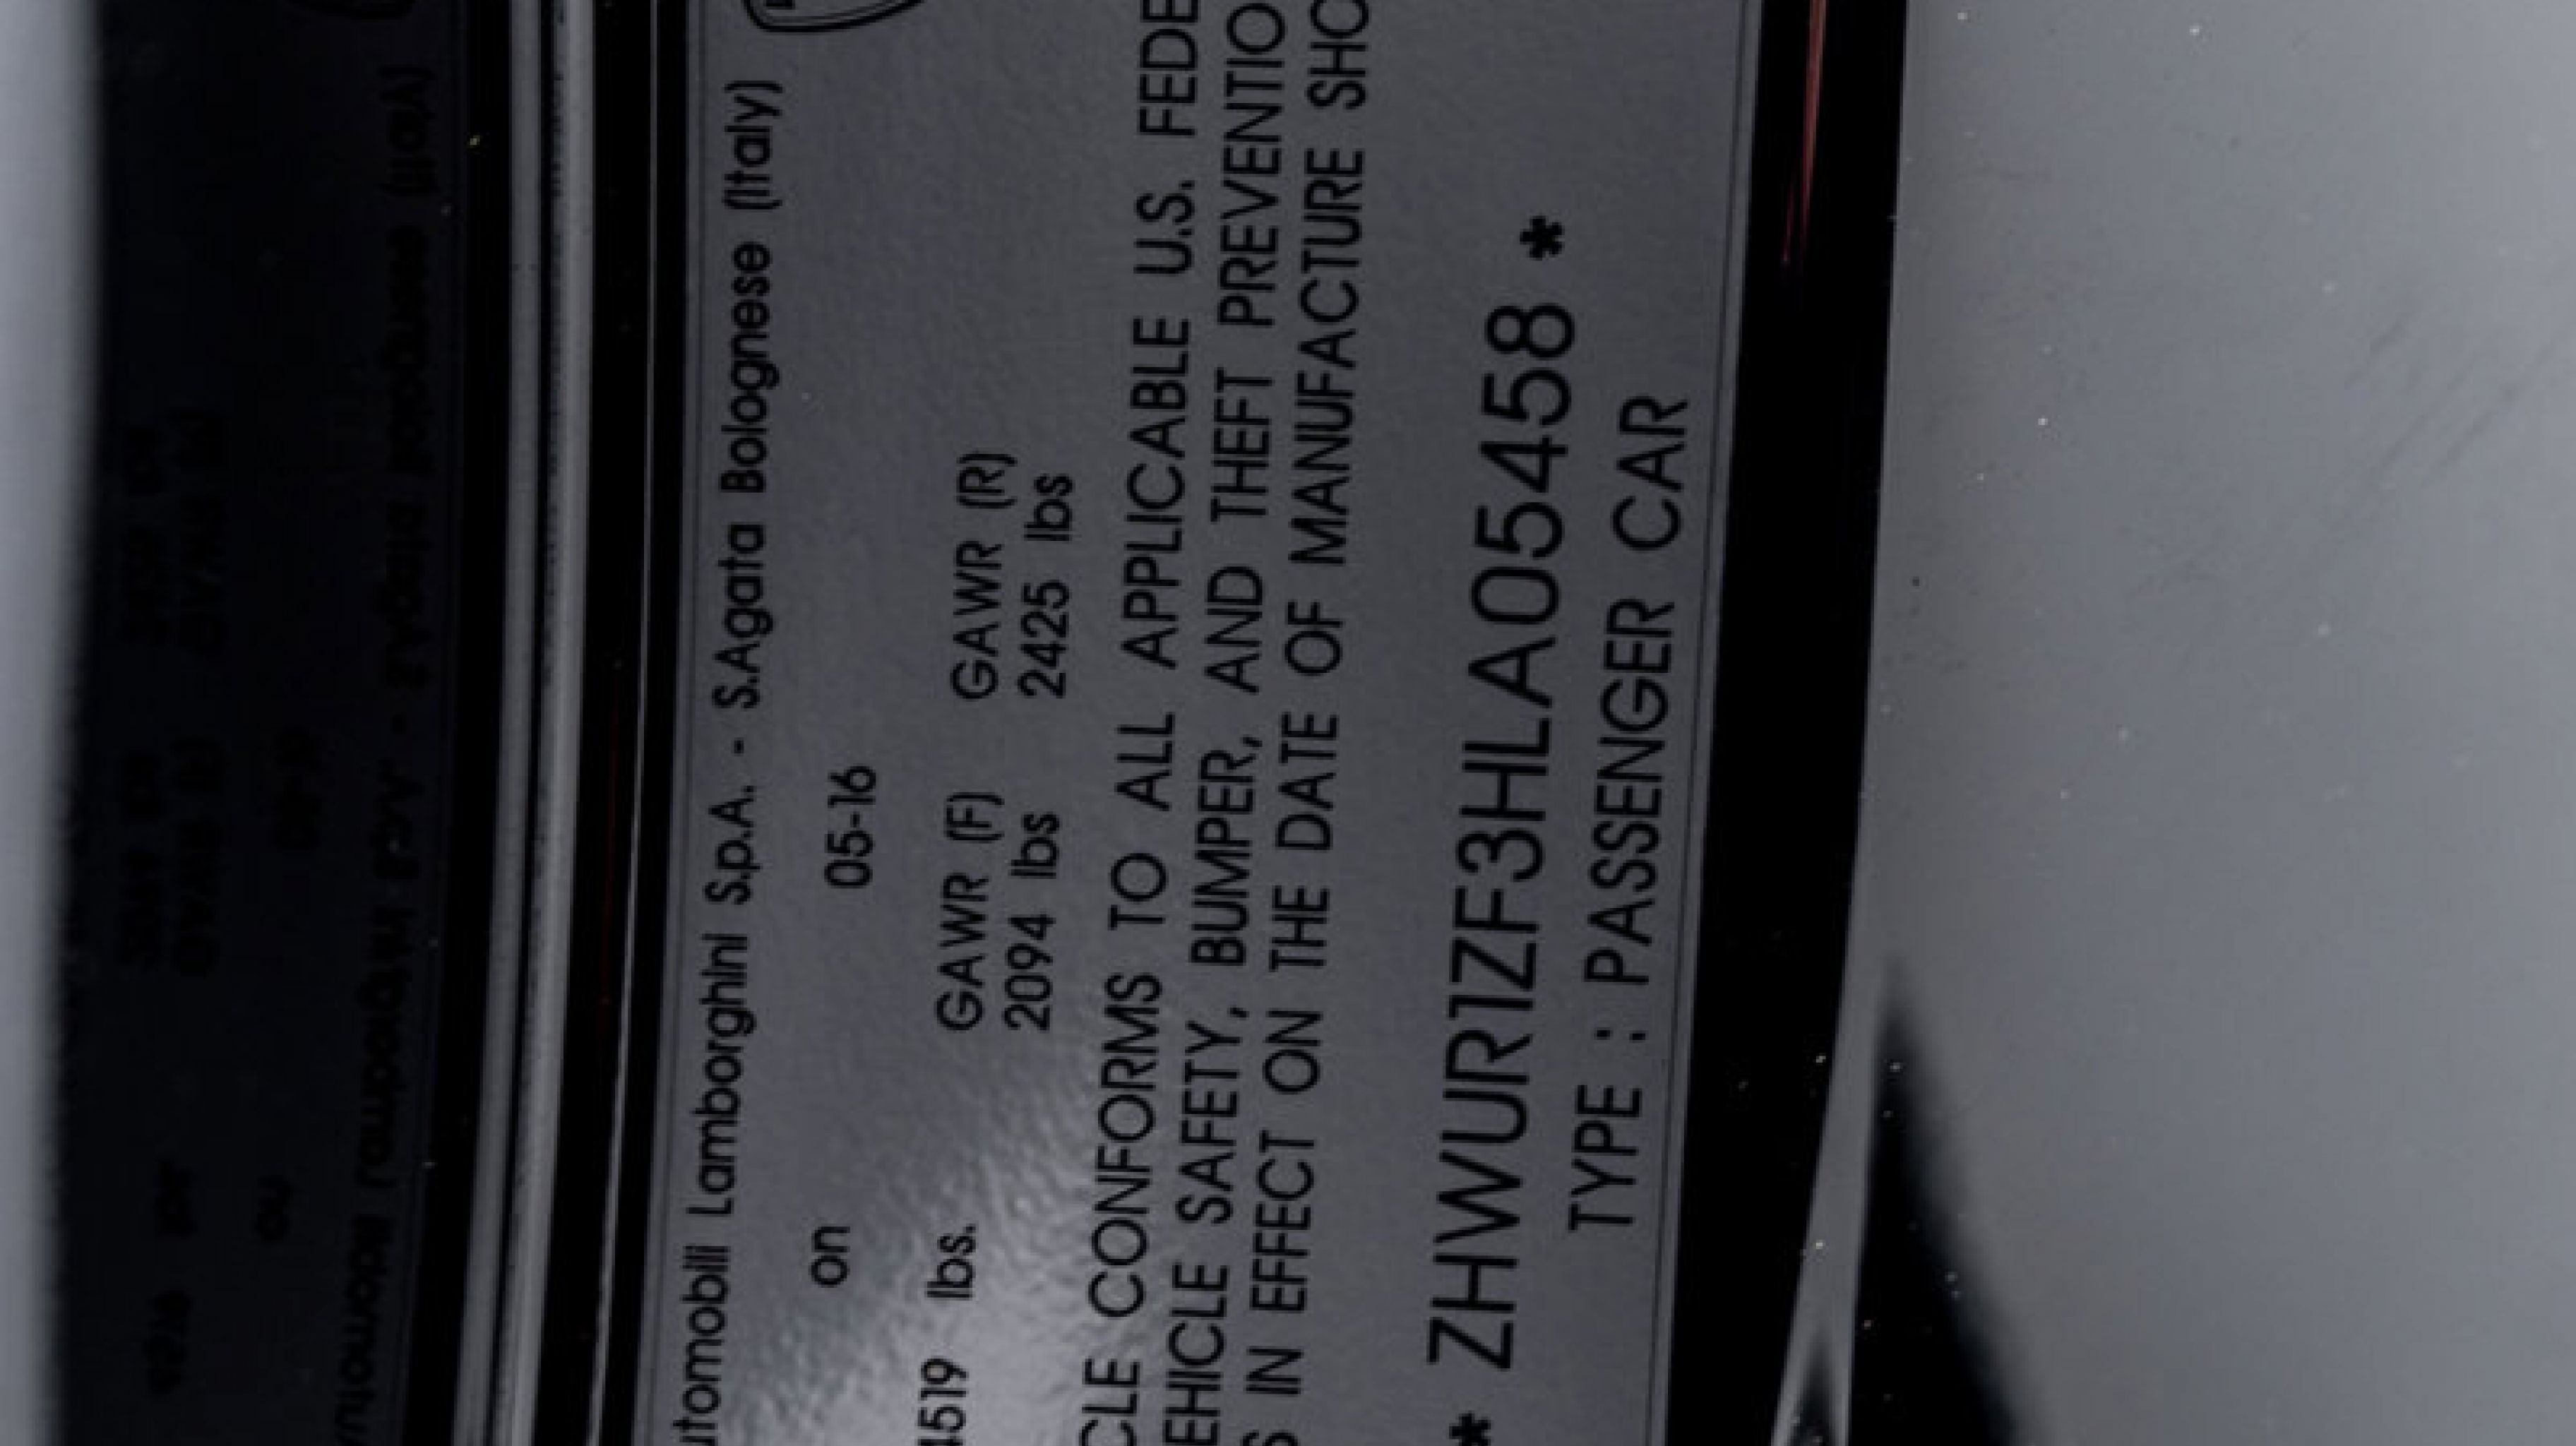 utomobili Lamborghini S.p.A. - S.Agata Bolognese (Italy)
on 05-16
4519 lbs. GAWR (F) GAWR (R)
2094 lbs 2425 lbs
CLE CONFORMS TO ALL APPLICABLE U.S. FEDE
EHICLE SAFETY, BUMPER, AND THEFT PREVENTIO
S IN EFFECT ON THE DATE OF MANUFACTURE SHO
* ZHWUR1ZF3HLA05458 *
TYPE : PASSENGER CAR